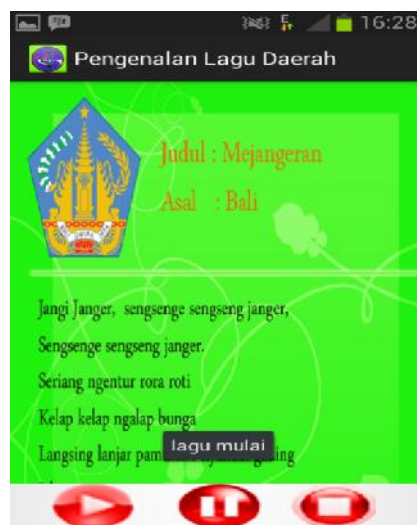 16:28
Pengenalan Lagu Daerah
Judul : Mejangeran
Asal : Bali
Jangi Janger, sengsenge sengseng janger,
Sengsenge sengseng janger.
Seriang ngentur rora roti
Kelap kelap ngalap bunga
Langsing lanjar
lagu mulai